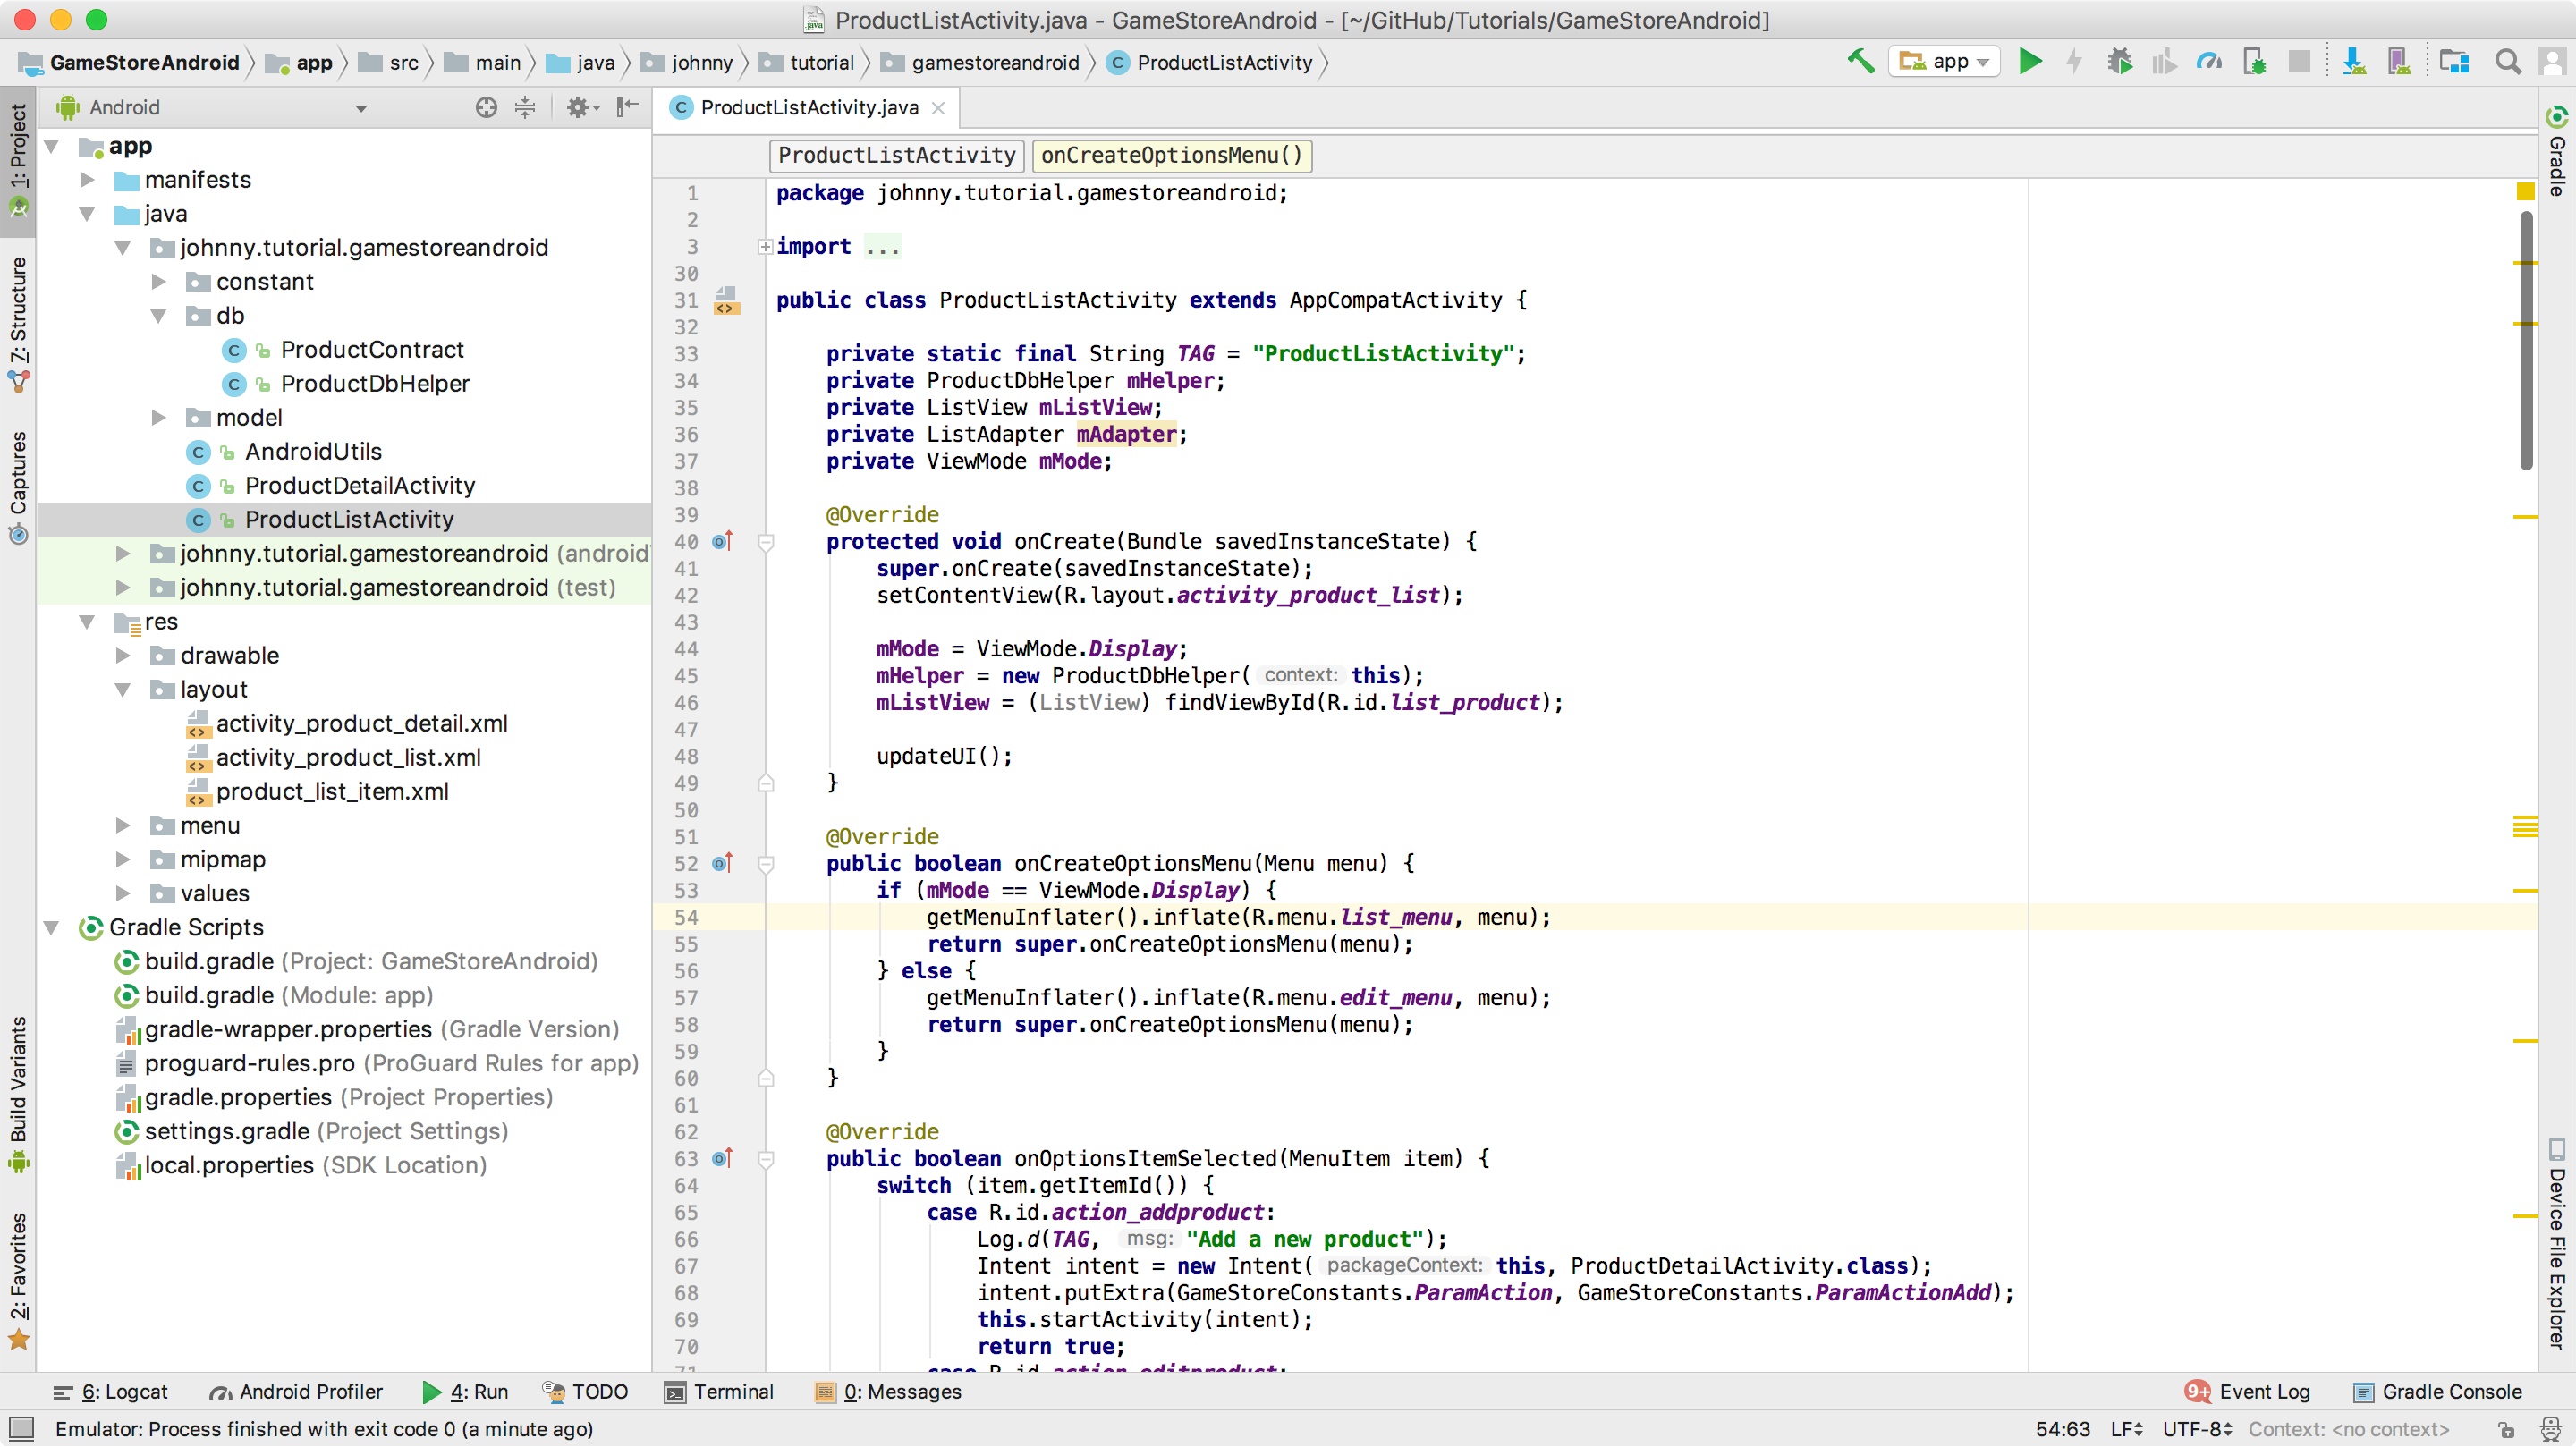 ProductListActivity.java - GameStoreAndroid - [~/GitHub/Tutorials/GameStoreAndroid]
GameStoreAndroid app src main java johnny tutorial gamestoreandroid C ProductListActivity app
1: Project
7: Structure
Captures
Build Variants
2: Favorites
Android
app
manifests
java
johnny.tutorial.gamestoreandroid
constant
db
C ProductContract
C ProductDbHelper
model
C AndroidUtils
C ProductDetailActivity
C ProductListActivity
johnny.tutorial.gamestoreandroid (android
johnny.tutorial.gamestoreandroid (test)
res
drawable
layout
activity_product_detail.xml
activity_product_list.xml
product_list_item.xml
menu
mipmap
values
Gradle Scripts
build.gradle (Project: GameStoreAndroid)
build.gradle (Module: app)
gradle-wrapper.properties (Gradle Version)
proguard-rules.pro (ProGuard Rules for app)
gradle.properties (Project Properties)
settings.gradle (Project Settings)
local.properties (SDK Location)
C ProductListActivity.java
ProductListActivity onCreateOptionsMenu()
1 package johnny.tutorial.gamestoreandroid;
2
3 import ...
30
31 public class ProductListActivity extends AppCompatActivity {
32
33 private static final String TAG = "ProductListActivity";
34 private ProductDbHelper mHelper;
35 private ListView mListView;
36 private ListAdapter mAdapter;
37 private ViewMode mMode;
38
39 @Override
40 protected void onCreate(Bundle savedInstanceState) {
41 super.onCreate(savedInstanceState);
42 setContentView(R.layout.activity_product_list);
43
44 mMode = ViewMode.Display;
45 mHelper = new ProductDbHelper( context: this);
46 mListView = (ListView) findViewById(R.id.list_product);
47
48 updateUI();
49 }
50
51 @Override
52 public boolean onCreateOptionsMenu(Menu menu) {
53 if (mMode == ViewMode.Display) {
54 getMenuInflater().inflate(R.menu.list_menu, menu);
55 return super.onCreateOptionsMenu(menu);
56 } else {
57 getMenuInflater().inflate(R.menu.edit_menu, menu);
58 return super.onCreateOptionsMenu(menu);
59 }
60 }
61
62 @Override
63 public boolean onOptionsItemSelected(MenuItem item) {
64 switch (item.getItemId()) {
65 case R.id.action_addproduct:
66 Log.d(TAG, msg: "Add a new product");
67 Intent intent = new Intent( packageContext: this, ProductDetailActivity.class);
68 intent.putExtra(GameStoreConstants.ParamAction, GameStoreConstants.ParamActionAdd);
69 this.startActivity(intent);
70 return true;
71 case R.id.action_editproduct:
Gradle
Device File Explorer
6: Logcat Android Profiler 4: Run TODO Terminal 0: Messages 9+ Event Log Gradle Console
Emulator: Process finished with exit code 0 (a minute ago) 54:63 LF UTF-8 Context: <no context>